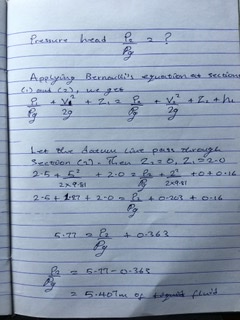 Pressure head P₂/ρg = ?
Applying Bernoulli's equation at sections
(1) and (2), we get
P₁/ρg + V₁²/2g + Z₁ = P₂/ρg + V₂²/2g + Z₂ + hL
Let the datum line pass through
section (2). Then Z₂ = 0, Z₁ = 2.0
2.5 + 5²/2×9.81 + 2.0 = P₂/ρg + 2²/2×9.81 + 0 + 0.16
2.5 + 1.27 + 2.0 = P₂/ρg + 0.203 + 0.16
5.77 = P₂/ρg + 0.363
P₂/ρg = 5.77 - 0.363
= 5.407m of fluid